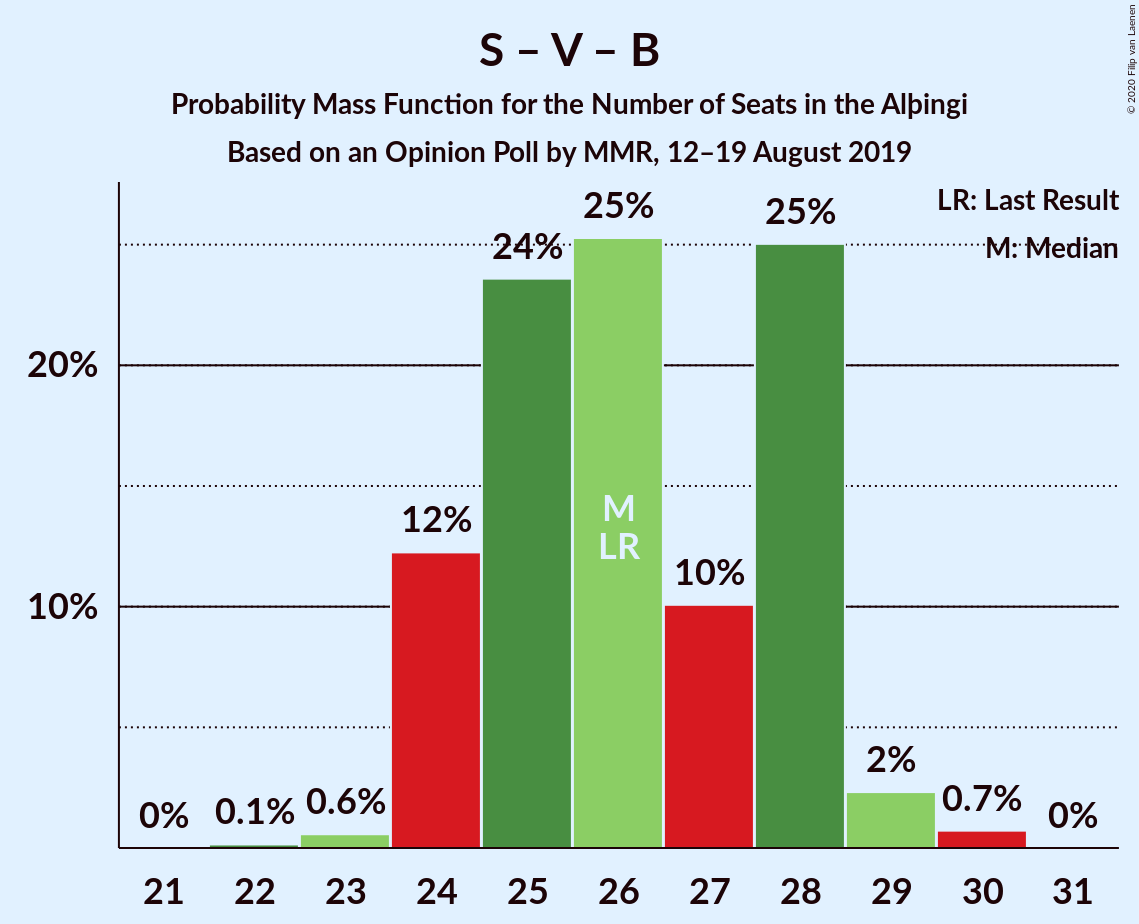 S – V – B
Probability Mass Function for the Number of Seats in the Alþingi
Based on an Opinion Poll by MMR, 12–19 August 2019
© 2020 Filip van Laenen
LR: Last Result
M: Median
20%
10%
0%
0.1%
0.6%
12%
24%
25%
10%
25%
2%
0.7%
0%
M
LR
21 22 23 24 25 26 27 28 29 30 31